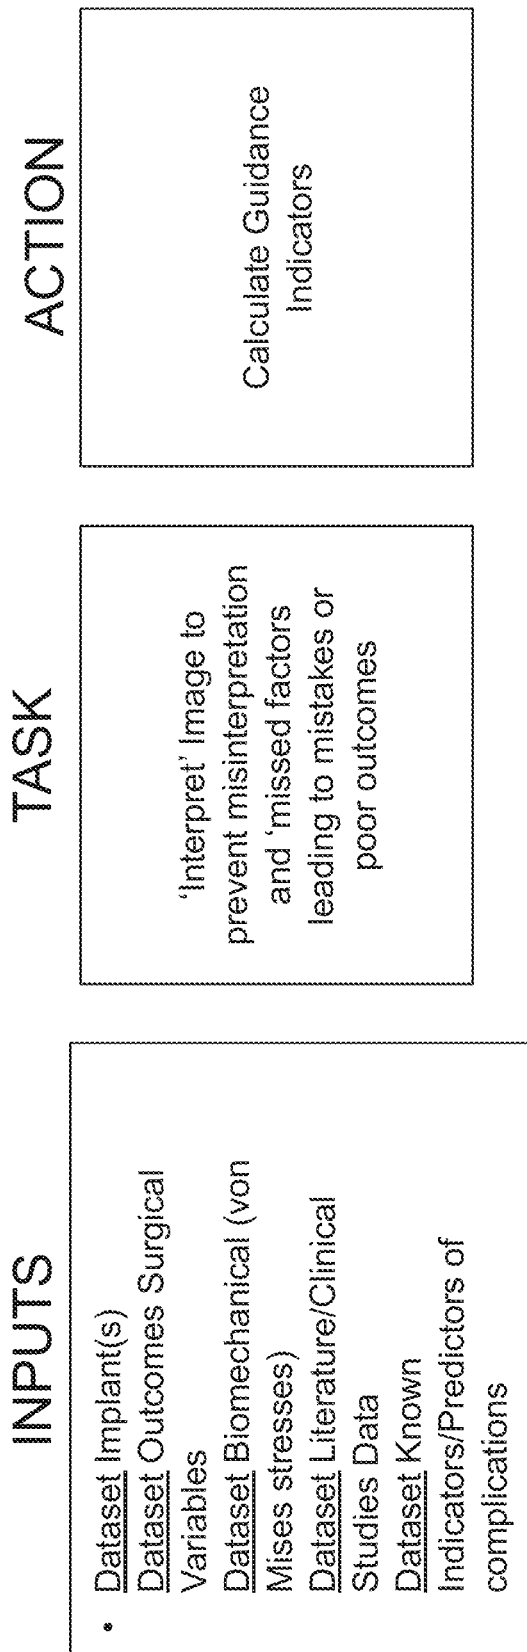 INPUTS
• Dataset Implant(s)
Dataset Outcomes Surgical
Variables
Dataset Biomechanical (von
Mises stresses)
Dataset Literature/Clinical
Studies Data
Dataset Known
Indicators/Predictors of
complications
TASK
‘Interpret’ Image to
prevent misinterpretation
and ‘missed factors
leading to mistakes or
poor outcomes
ACTION
Calculate Guidance
Indicators